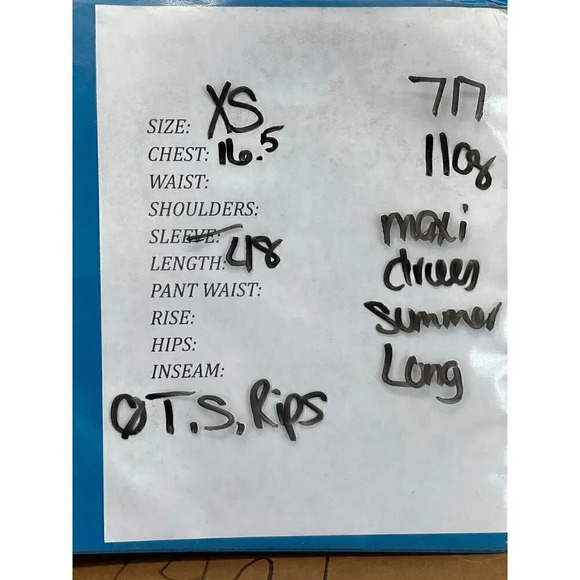 SIZE: XS
CHEST: 16.5
WAIST:
SHOULDERS:
SLEEVE:
LENGTH: 48
PANT WAIST:
RISE:
HIPS:
INSEAM:
ØT.S, Rips
717
11oz
maxi
dress
summer
Long